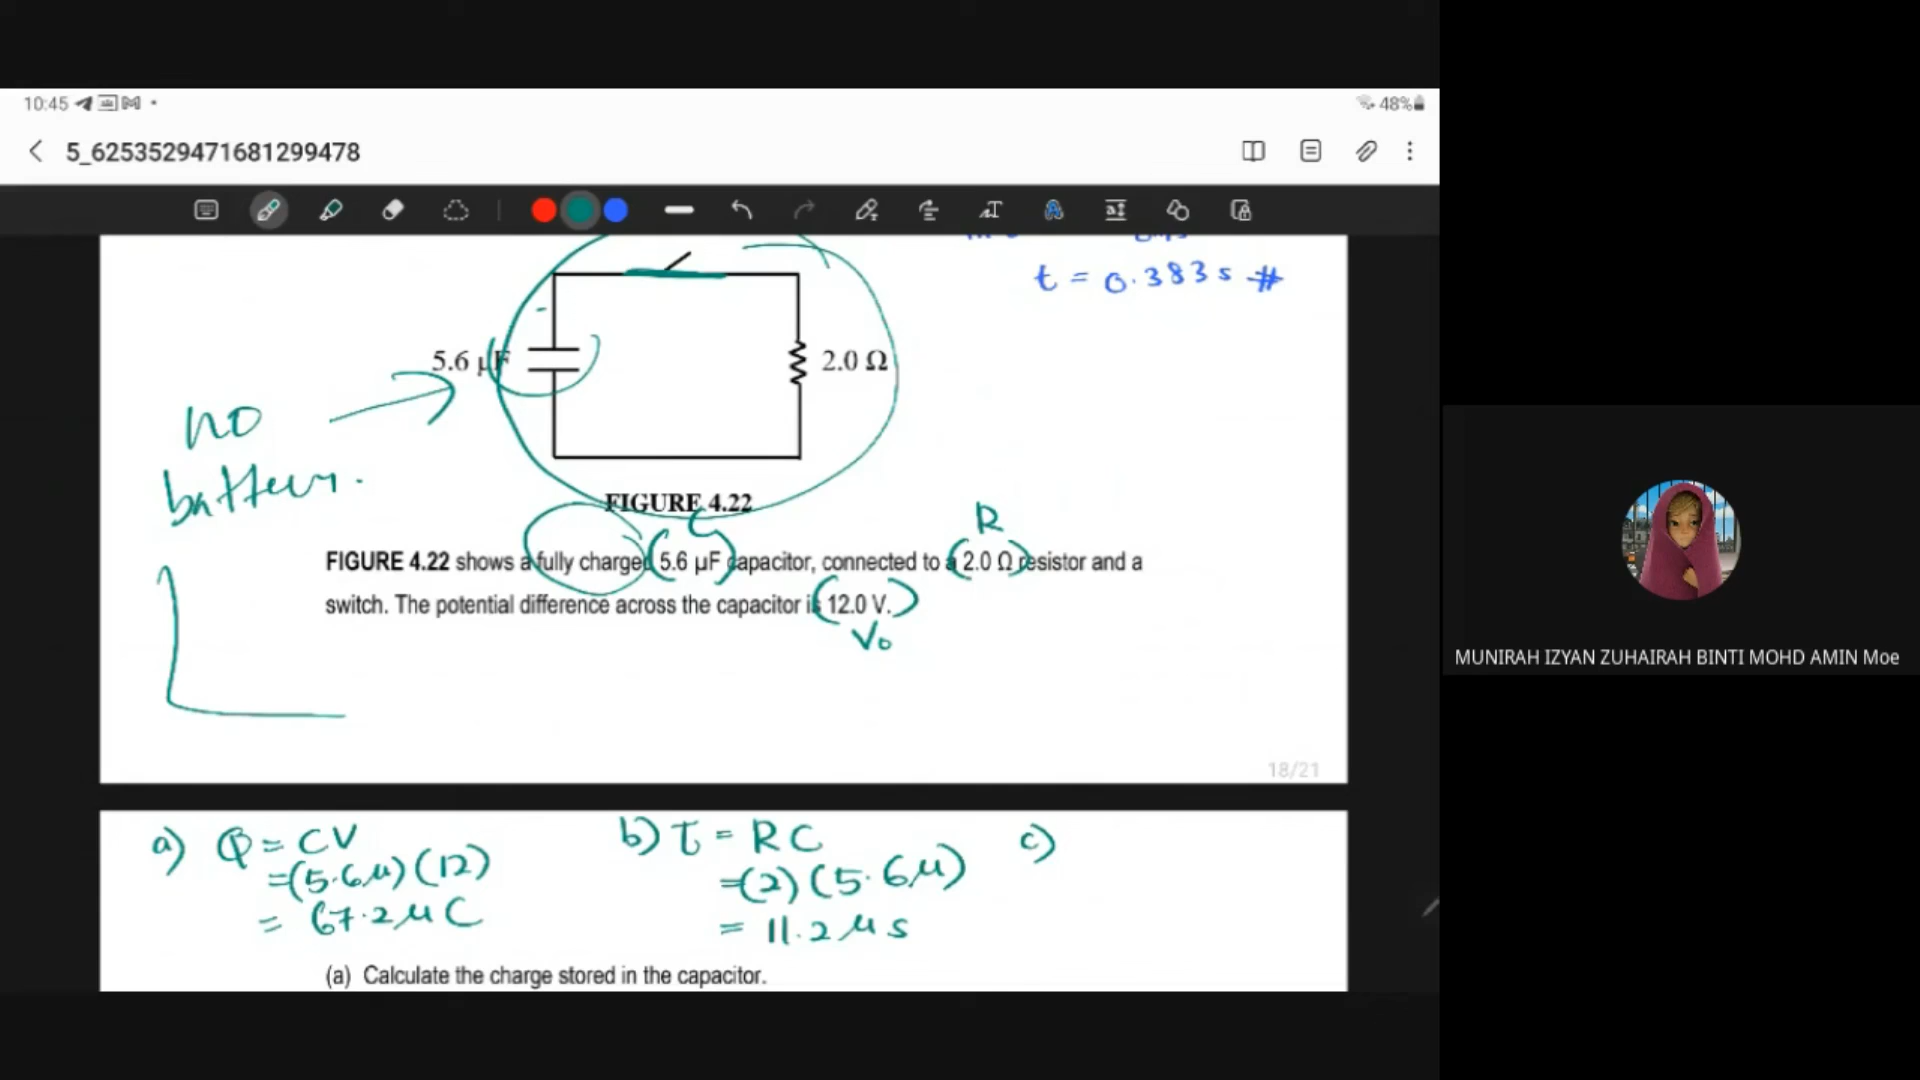 10:45
48%
5_6253529471681299478
t = 0.383 s #
5.6 μF
2.0 Ω
no
battery.
FIGURE 4.22
R
FIGURE 4.22 shows a fully charged 5.6 μF capacitor, connected to a 2.0 Ω resistor and a
switch. The potential difference across the capacitor is 12.0 V.
V₀
18/21
a) Q = CV
=(5.6μ)(12)
= 67.2 μC
b) τ = RC
=(2)(5.6μ)
= 11.2 μs
c)
(a) Calculate the charge stored in the capacitor.
MUNIRAH IZYAN ZUHAIRAH BINTI MOHD AMIN Moe